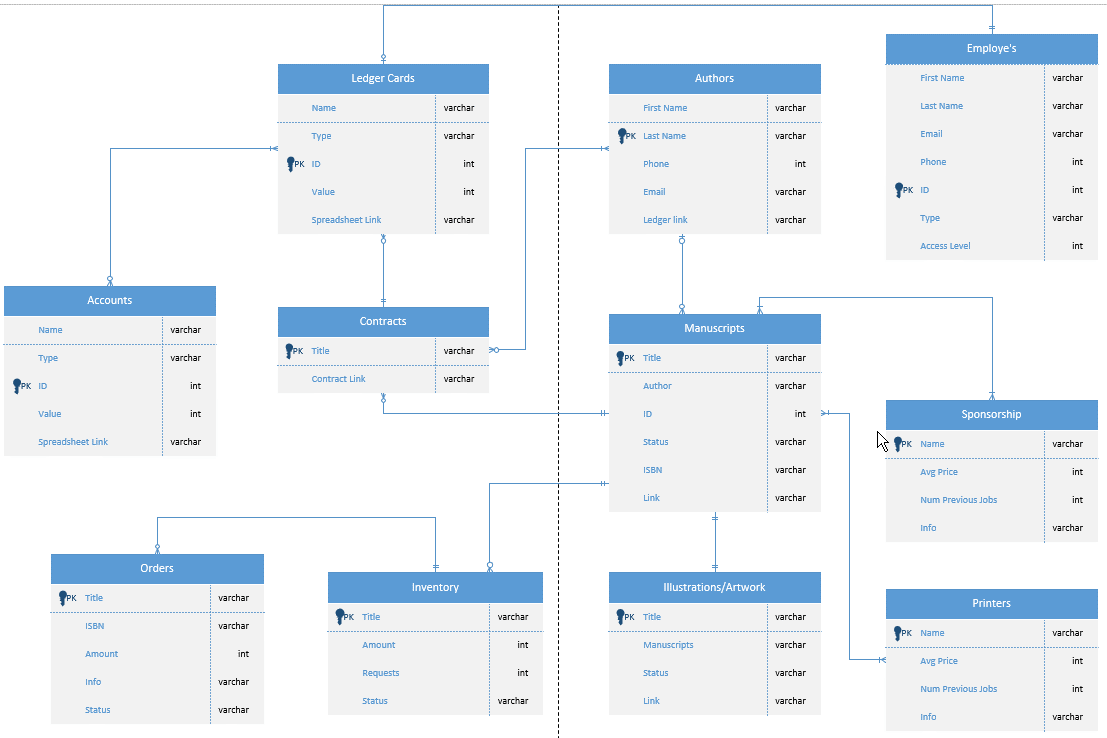 Employe's
First Name varchar
Last Name varchar
Email varchar
Phone int
PK ID int
Type varchar
Access Level int
Ledger Cards
Name varchar
Type varchar
PK ID int
Value int
Spreadsheet Link varchar
Authors
First Name varchar
PK Last Name varchar
Phone int
Email varchar
Ledger link varchar
Accounts
Name varchar
Type varchar
PK ID int
Value int
Spreadsheet Link varchar
Contracts
PK Title varchar
Contract Link varchar
Manuscripts
PK Title varchar
Author varchar
ID int
Status varchar
ISBN varchar
Link varchar
Sponsorship
PK Name varchar
Avg Price int
Num Previous Jobs int
Info varchar
Orders
PK Title varchar
ISBN varchar
Amount int
Info varchar
Status varchar
Inventory
PK Title varchar
Amount int
Requests int
Status varchar
Illustrations/Artwork
PK Title varchar
Manuscripts varchar
Status varchar
Link varchar
Printers
PK Name varchar
Avg Price int
Num Previous Jobs int
Info varchar